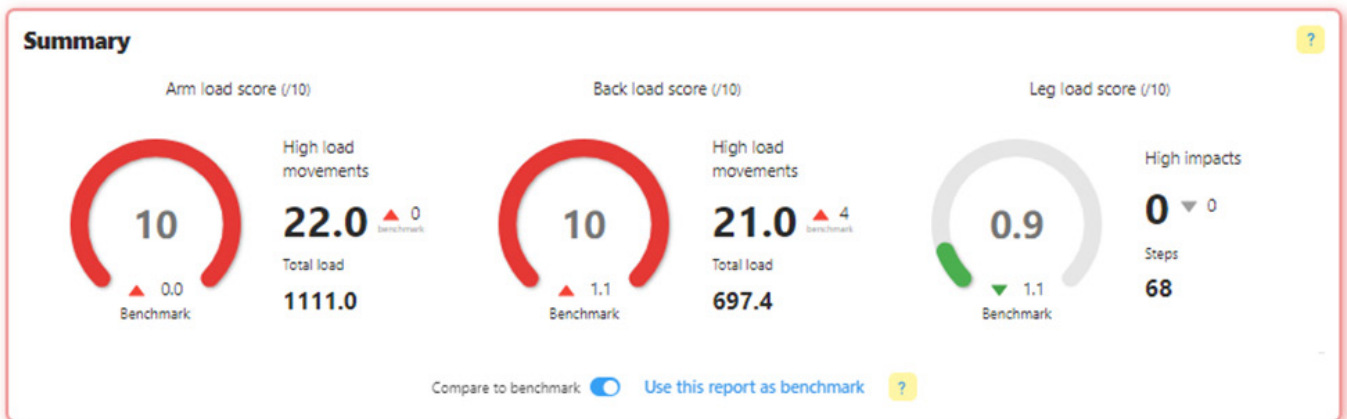 Summary
?
Arm load score (/10)
10
0.0
Benchmark
High load
movements
22.0 0
benchmark
Total load
1111.0
Back load score (/10)
10
1.1
Benchmark
High load
movements
21.0 4
benchmark
Total load
697.4
Leg load score (/10)
0.9
1.1
Benchmark
High impacts
0 0
Steps
68
Compare to benchmark Use this report as benchmark ?